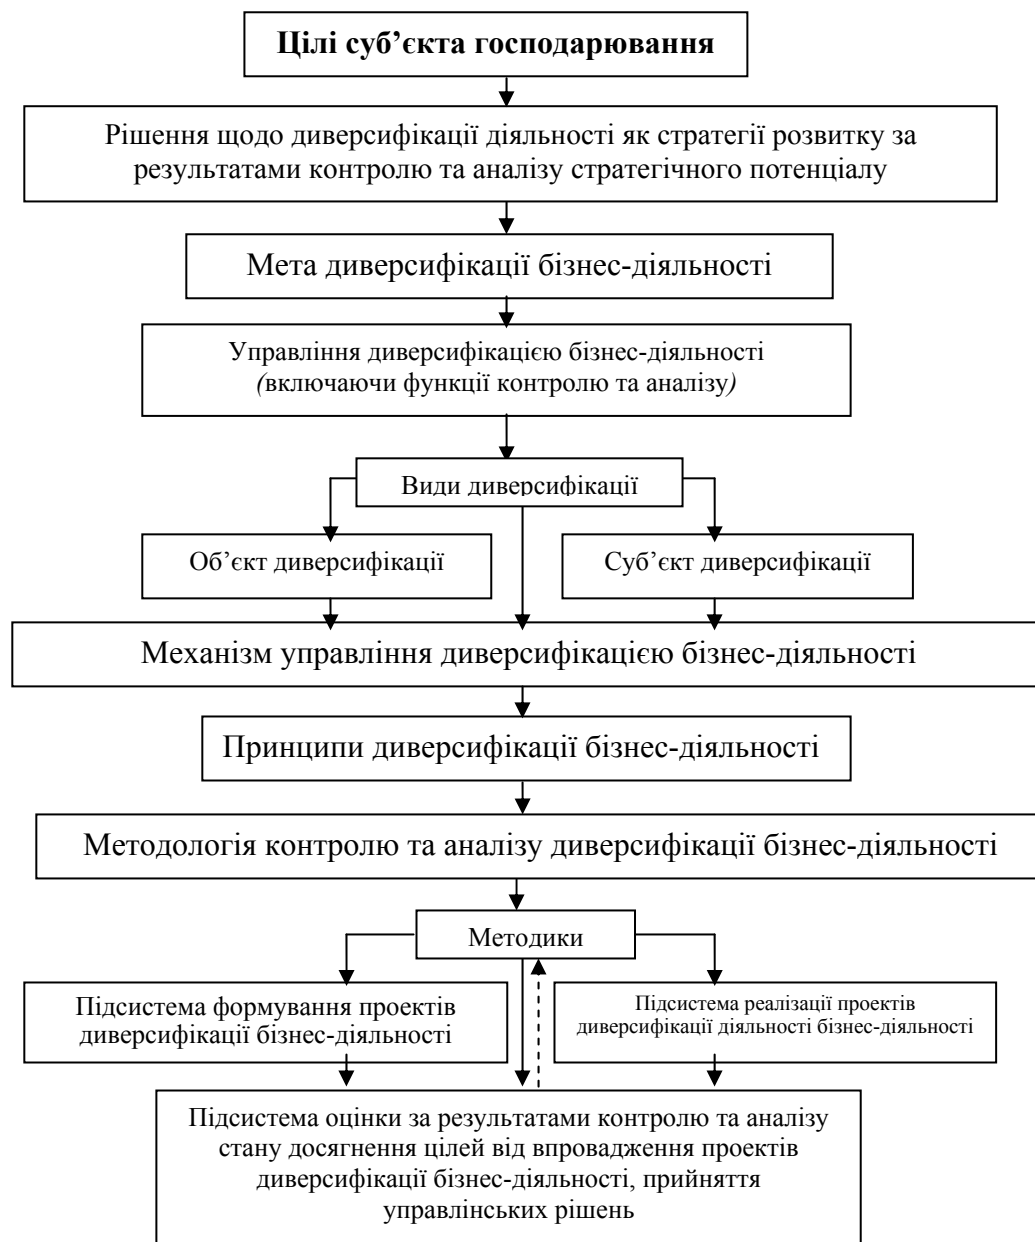 Цілі суб’єкта господарювання
Рішення щодо диверсифікації діяльності як стратегії розвитку за
результатами контролю та аналізу стратегічного потенціалу
Мета диверсифікації бізнес-діяльності
Управління диверсифікацією бізнес-діяльності
(включаючи функції контролю та аналізу)
Види диверсифікації
Об’єкт диверсифікації
Суб’єкт диверсифікації
Механізм управління диверсифікацією бізнес-діяльності
Принципи диверсифікації бізнес-діяльності
Методологія контролю та аналізу диверсифікації бізнес-діяльності
Методики
Підсистема формування проектів
диверсифікації бізнес-діяльності
Підсистема реалізації проектів
диверсифікації діяльності бізнес-діяльності
Підсистема оцінки за результатами контролю та аналізу
стану досягнення цілей від впровадження проектів
диверсифікації бізнес-діяльності, прийняття
управлінських рішень